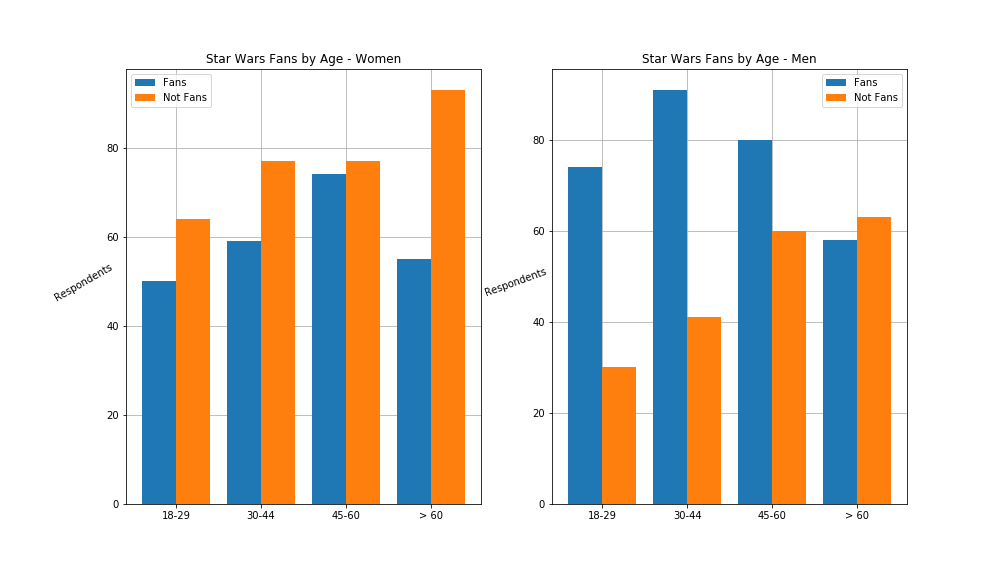 Star Wars Fans by Age - Women
Fans
Not Fans
80
60
40
20
0
Respondents
18-29 30-44 45-60 > 60
Star Wars Fans by Age - Men
Fans
Not Fans
80
60
40
20
0
Respondents
18-29 30-44 45-60 > 60